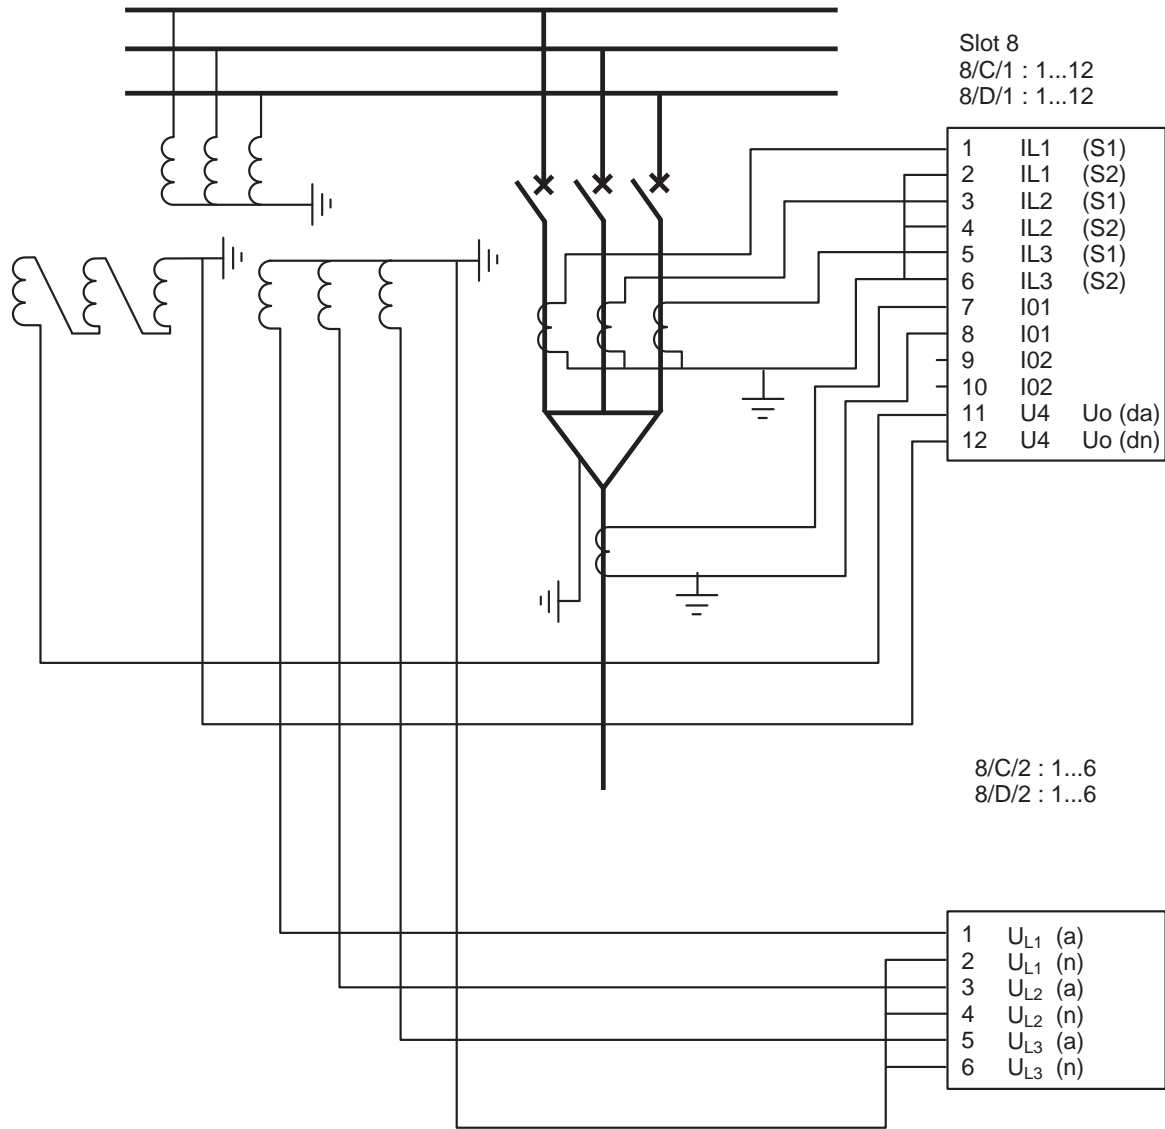 Slot 8
8/C/1 : 1...12
8/D/1 : 1...12
1 IL1 (S1)
2 IL1 (S2)
3 IL2 (S1)
4 IL2 (S2)
5 IL3 (S1)
6 IL3 (S2)
7 I01
8 I01
9 I02
10 I02
11 U4 Uo (da)
12 U4 Uo (dn)
8/C/2 : 1...6
8/D/2 : 1...6
1 UL1 (a)
2 UL1 (n)
3 UL2 (a)
4 UL2 (n)
5 UL3 (a)
6 UL3 (n)